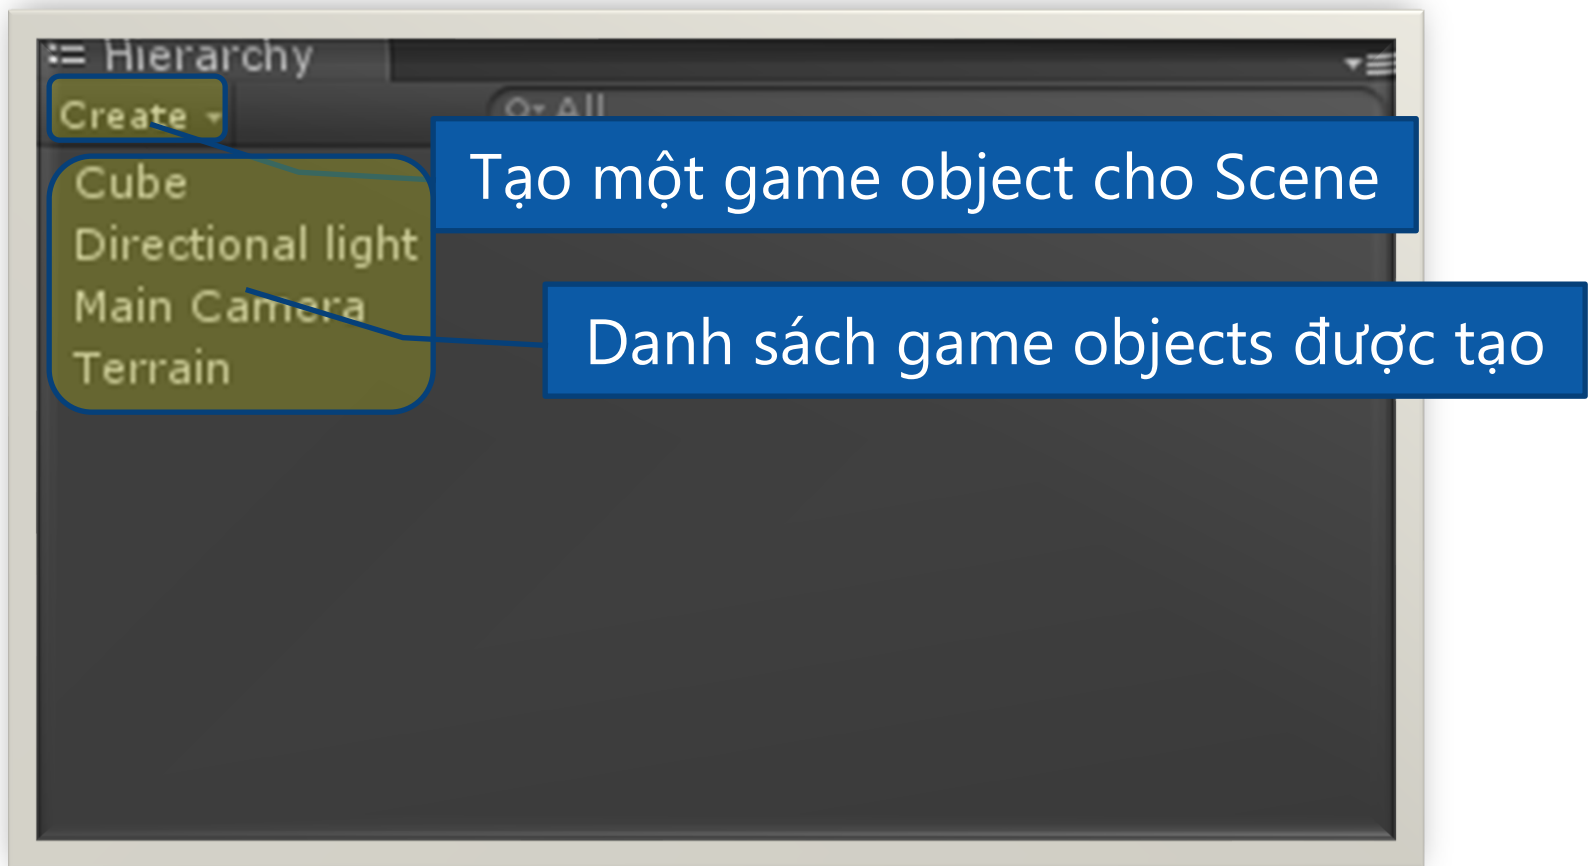 Hierarchy
Create
All
Tạo một game object cho Scene
Cube
Directional light
Main Camera
Danh sách game objects được tạo
Terrain